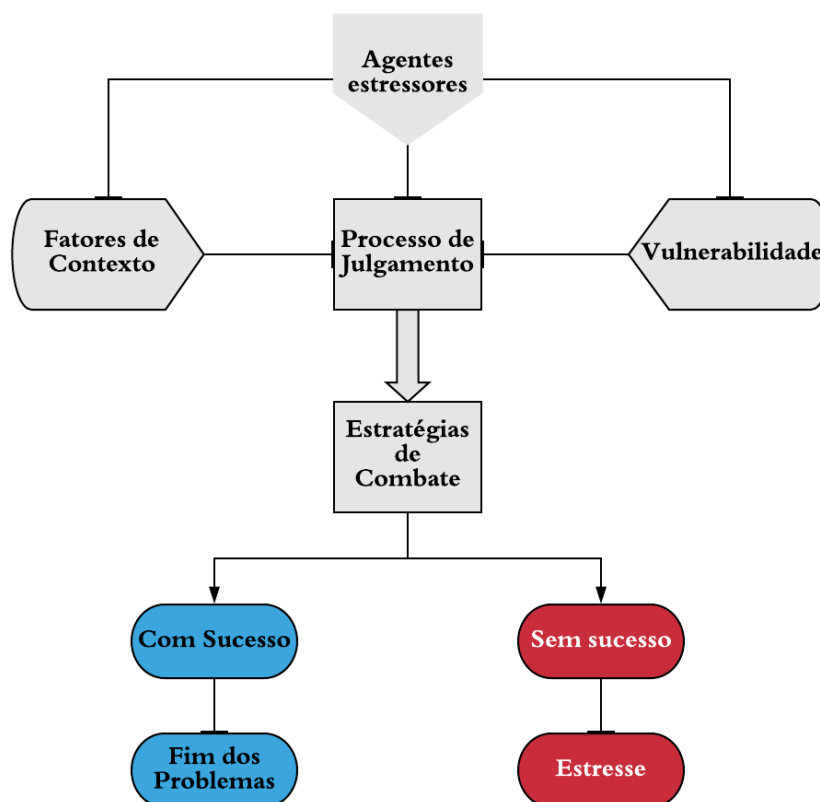 Agentes
estressores
Fatores de
Contexto
Processo de
Julgamento
Vulnerabilidade
Estratégias
de
Combate
Com Sucesso
Sem sucesso
Fim dos
Problemas
Estresse